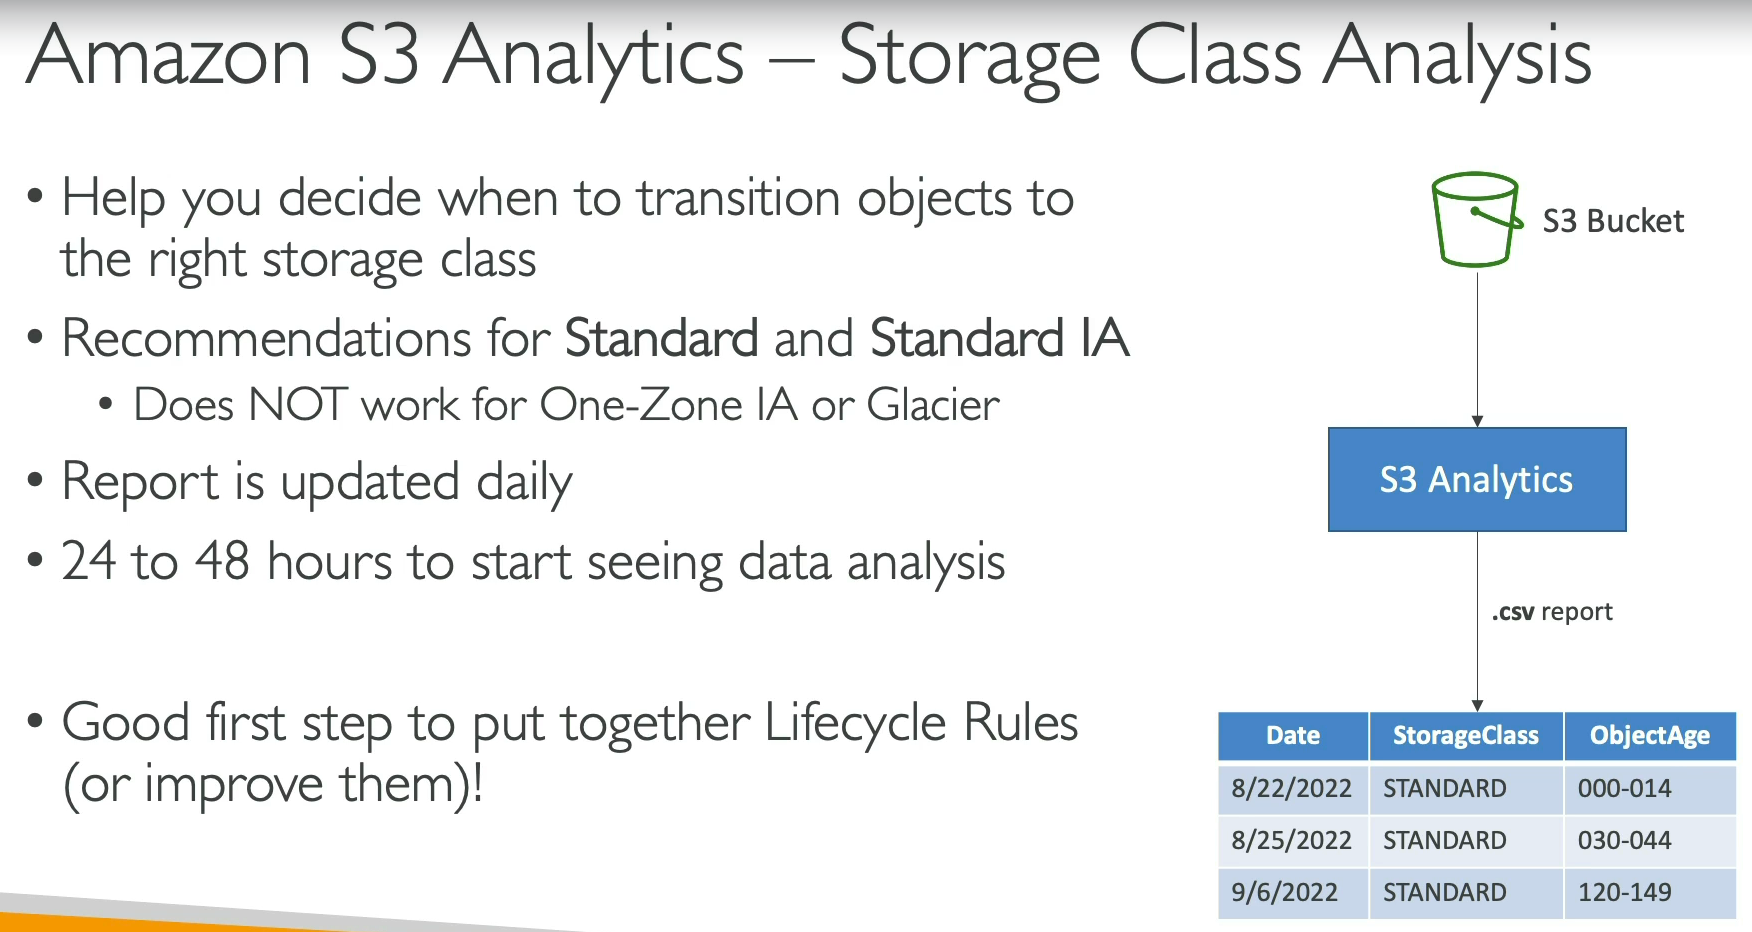 Amazon S3 Analytics – Storage Class Analysis
• Help you decide when to transition objects to
the right storage class
• Recommendations for Standard and Standard IA
• Does NOT work for One-Zone IA or Glacier
• Report is updated daily
• 24 to 48 hours to start seeing data analysis
• Good first step to put together Lifecycle Rules
(or improve them)!
S3 Bucket
S3 Analytics
.csv report
Date StorageClass ObjectAge
8/22/2022 STANDARD 000-014
8/25/2022 STANDARD 030-044
9/6/2022 STANDARD 120-149